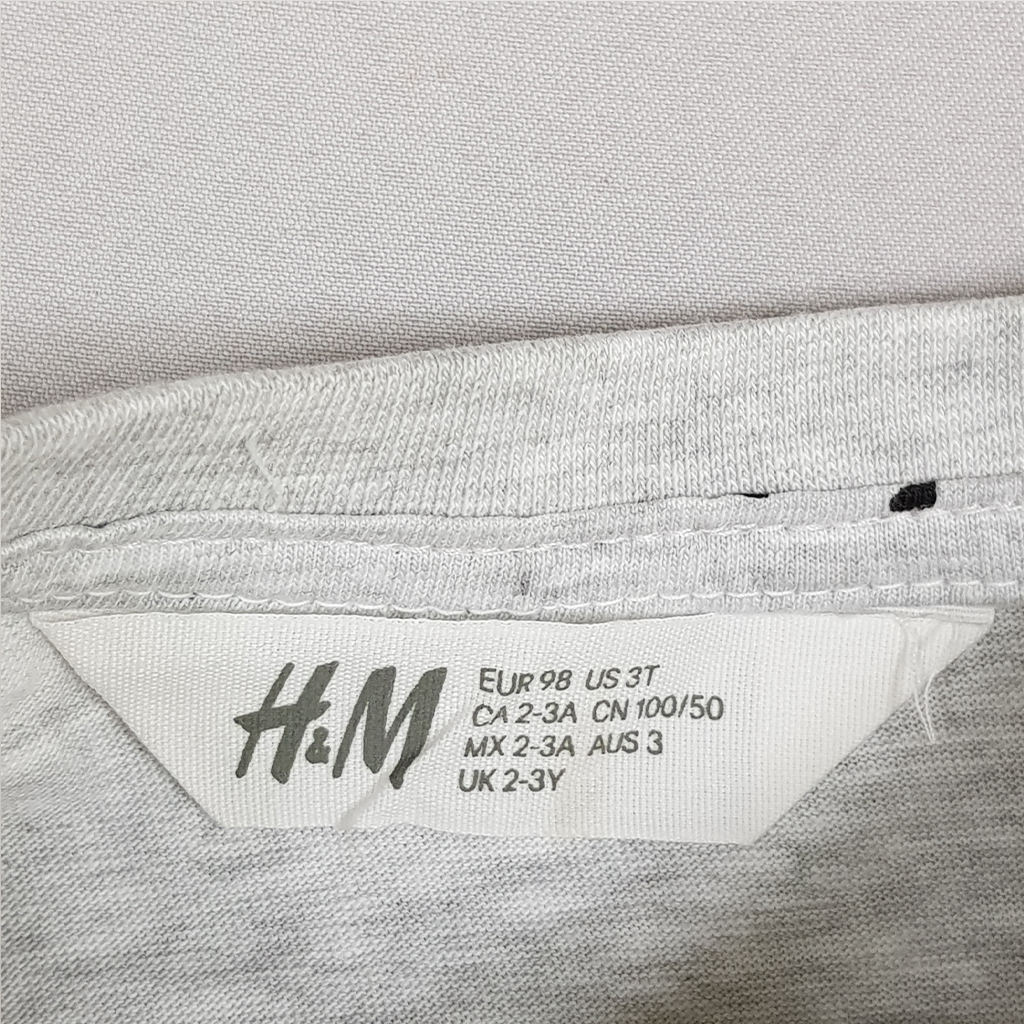 H&M
EUR 98 US 3T
CA 2-3A CN 100/50
MX 2-3A AUS 3
UK 2-3Y